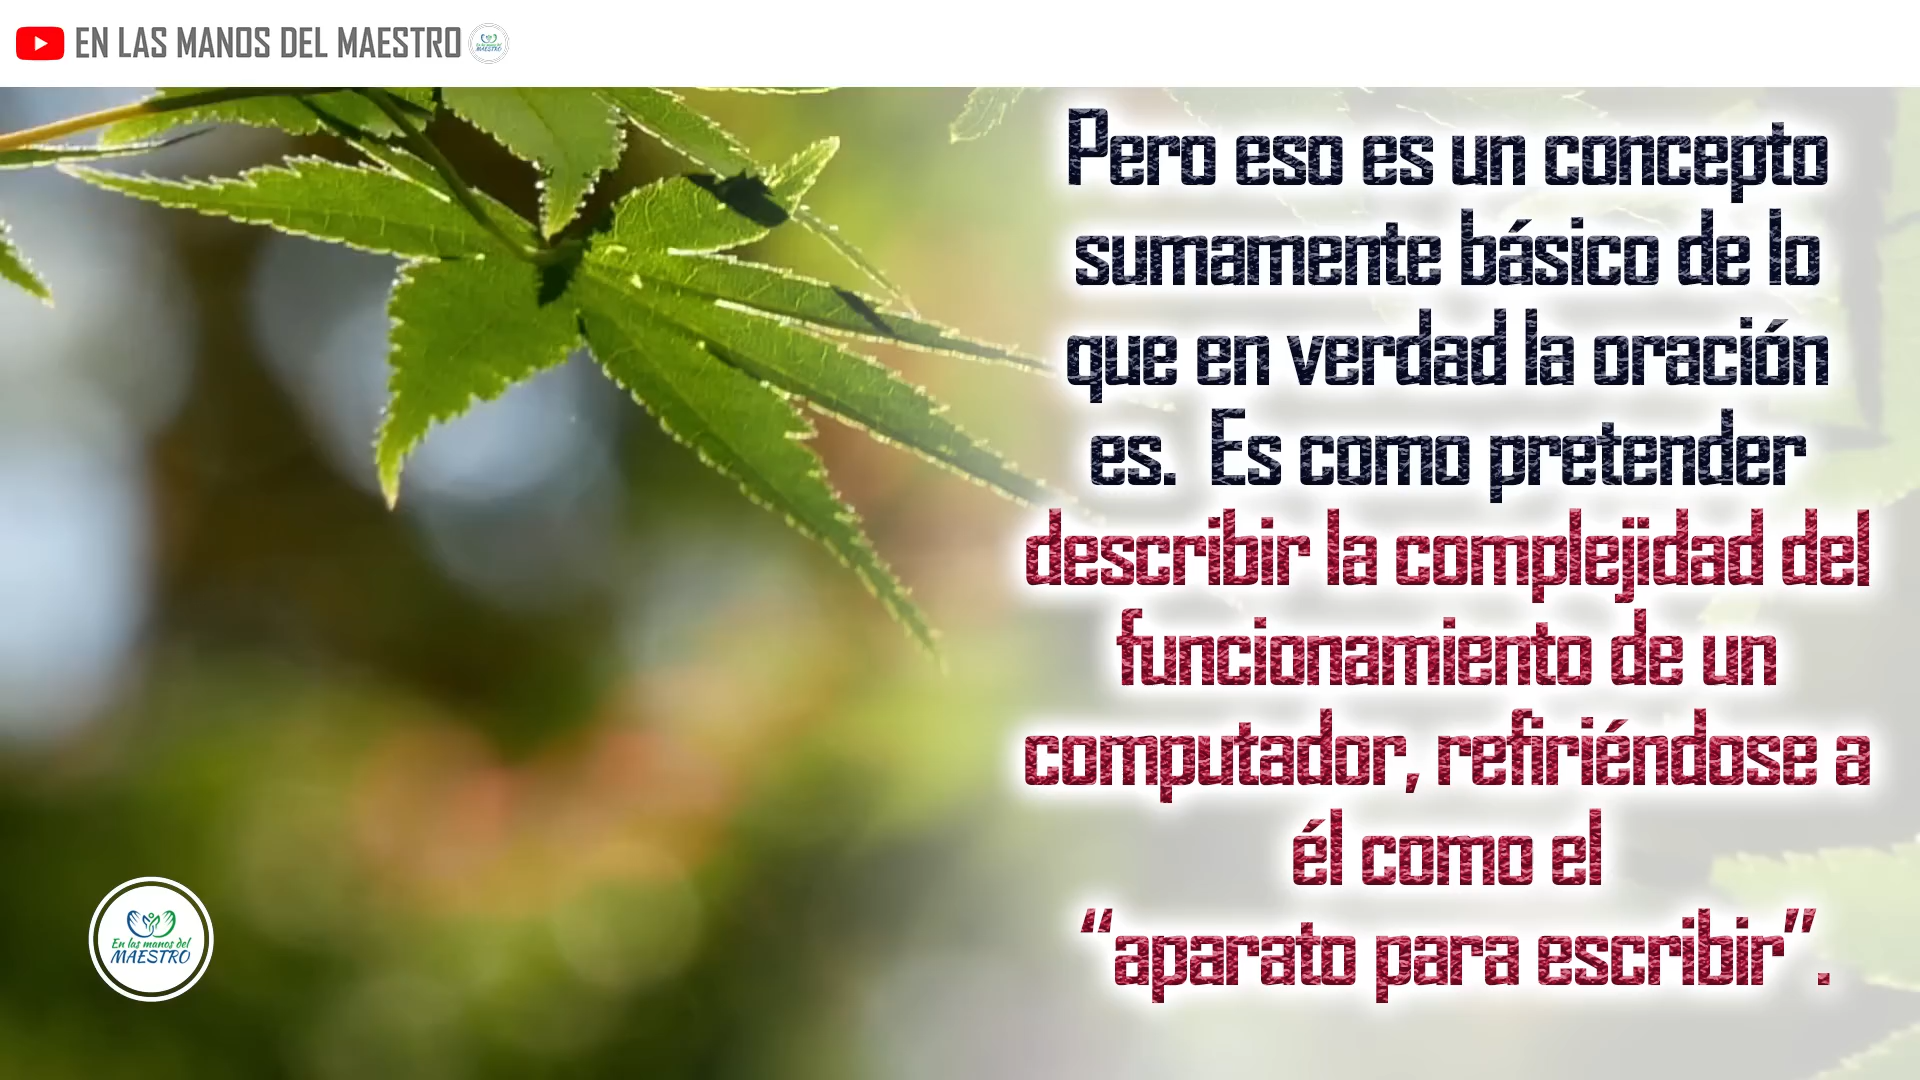 EN LAS MANOS DEL MAESTRO
Pero eso es un concepto
sumamente básico de lo
que en verdad la oración
es. Es como pretender
describir la complejidad del
funcionamiento de un
computador, refiriéndose a
él como el
“aparato para escribir”.
En las manos del
MAESTRO